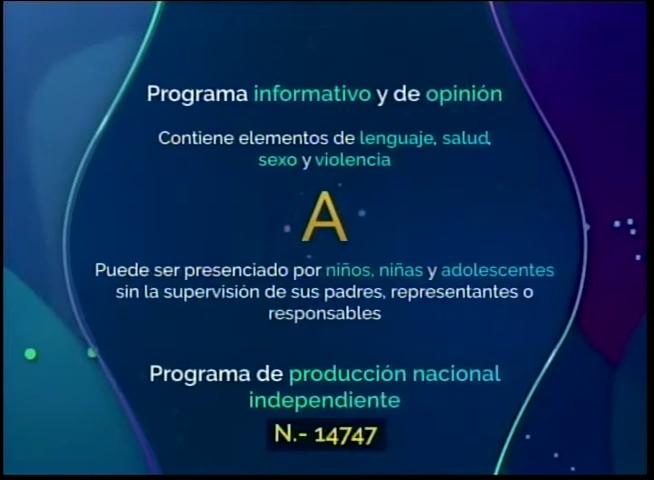 Programa informativo y de opinión
Contiene elementos de lenguaje, salud,
sexo y violencia
A
Puede ser presenciado por niños, niñas y adolescentes
sin la supervisión de sus padres, representantes o
responsables
Programa de producción nacional
independiente
N.- 14747